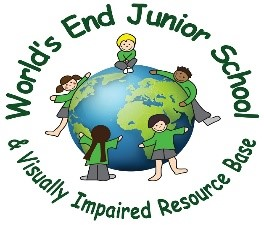 World's End Junior School
& Visually Impaired Resource Base